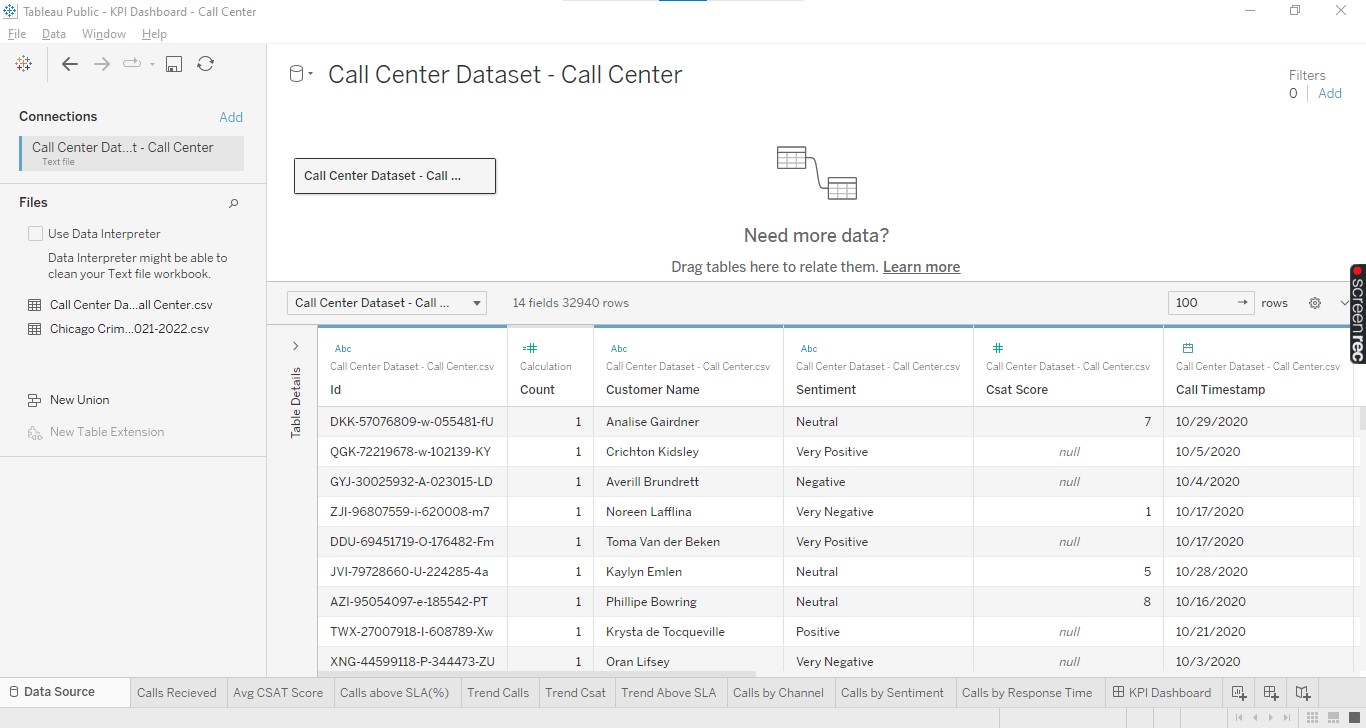 Tableau Public - KPI Dashboard - Call Center
File Data Window Help
Connections Add
Call Center Dat...t - Call Center
Text file
Files
Use Data Interpreter
Data Interpreter might be able to
clean your Text file workbook.
Call Center Da...all Center.csv
Chicago Crim...021-2022.csv
New Union
New Table Extension
Call Center Dataset - Call Center
Filters
0 Add
Call Center Dataset - Call ...
Need more data?
Drag tables here to relate them. Learn more
Call Center Dataset - Call ... 14 fields 32940 rows 100 rows
Table Details
Abc Abc Abc
Call Center Dataset - Call Center.csv Calculation Call Center Dataset - Call Center.csv Call Center Dataset - Call Center.csv Call Center Dataset - Call Center.csv Call Center Dataset - Call Center.csv
Id Count Customer Name Sentiment Csat Score Call Timestamp
DKK-57076809-w-055481-fU 1 Analise Gairdner Neutral 7 10/29/2020
QGK-72219678-w-102139-KY 1 Crichton Kidsley Very Positive null 10/5/2020
GYJ-30025932-A-023015-LD 1 Averill Brundrett Negative null 10/4/2020
ZJI-96807559-i-620008-m7 1 Noreen Lafflina Very Negative 1 10/17/2020
DDU-69451719-O-176482-Fm 1 Toma Van der Beken Very Positive null 10/17/2020
JVI-79728660-U-224285-4a 1 Kaylyn Emlen Neutral 5 10/28/2020
AZI-95054097-e-185542-PT 1 Phillipe Bowring Neutral 8 10/16/2020
TWX-27007918-I-608789-Xw 1 Krysta de Tocqueville Positive null 10/21/2020
XNG-44599118-P-344473-ZU 1 Oran Lifsey Very Negative null 10/3/2020
screenrec
Data Source Calls Recieved Avg CSAT Score Calls above SLA(%) Trend Calls Trend Csat Trend Above SLA Calls by Channel Calls by Sentiment Calls by Response Time KPI Dashboard